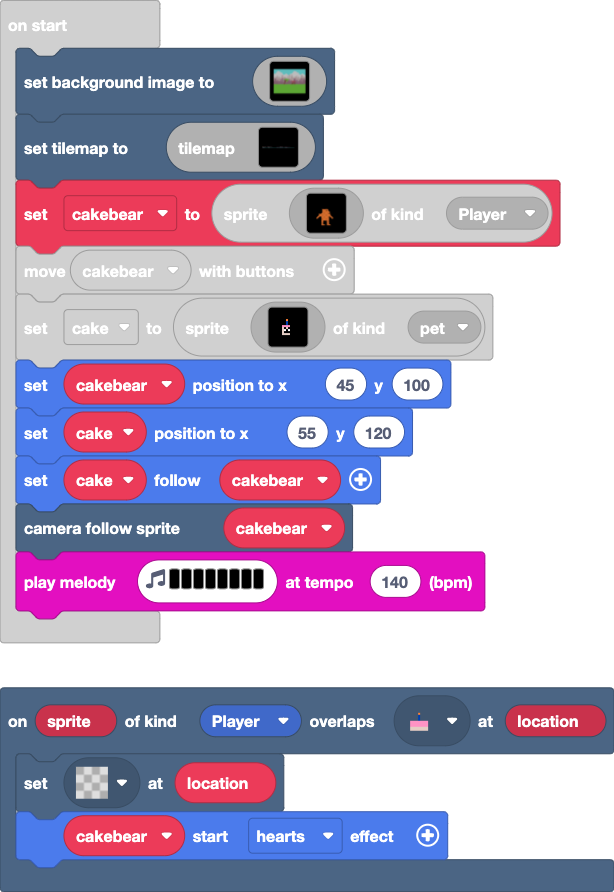 on start
set background image to
set tilemap to tilemap
set cakebear to sprite of kind Player
move cakebear with buttons
set cake to sprite of kind pet
set cakebear position to x 45 y 100
set cake position to x 55 y 120
set cake follow cakebear
camera follow sprite cakebear
play melody at tempo 140 (bpm)
on sprite of kind Player overlaps at location
set at location
cakebear start hearts effect